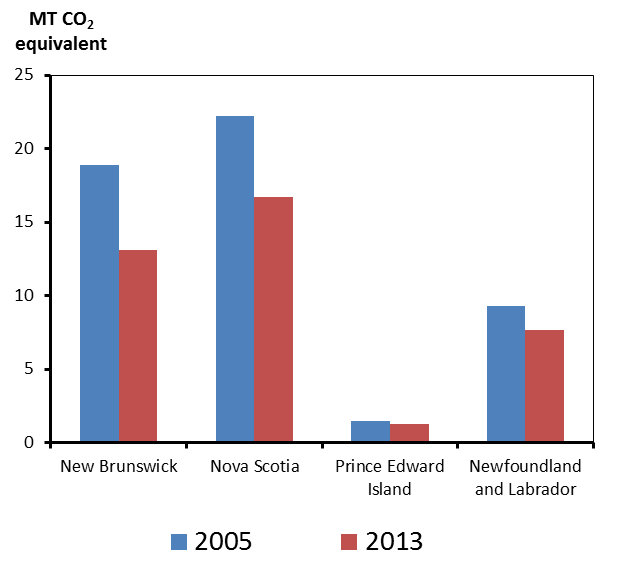 MT CO₂
equivalent
25
20
15
10
5
0
New Brunswick Nova Scotia Prince Edward Newfoundland
Island and Labrador
2005 2013